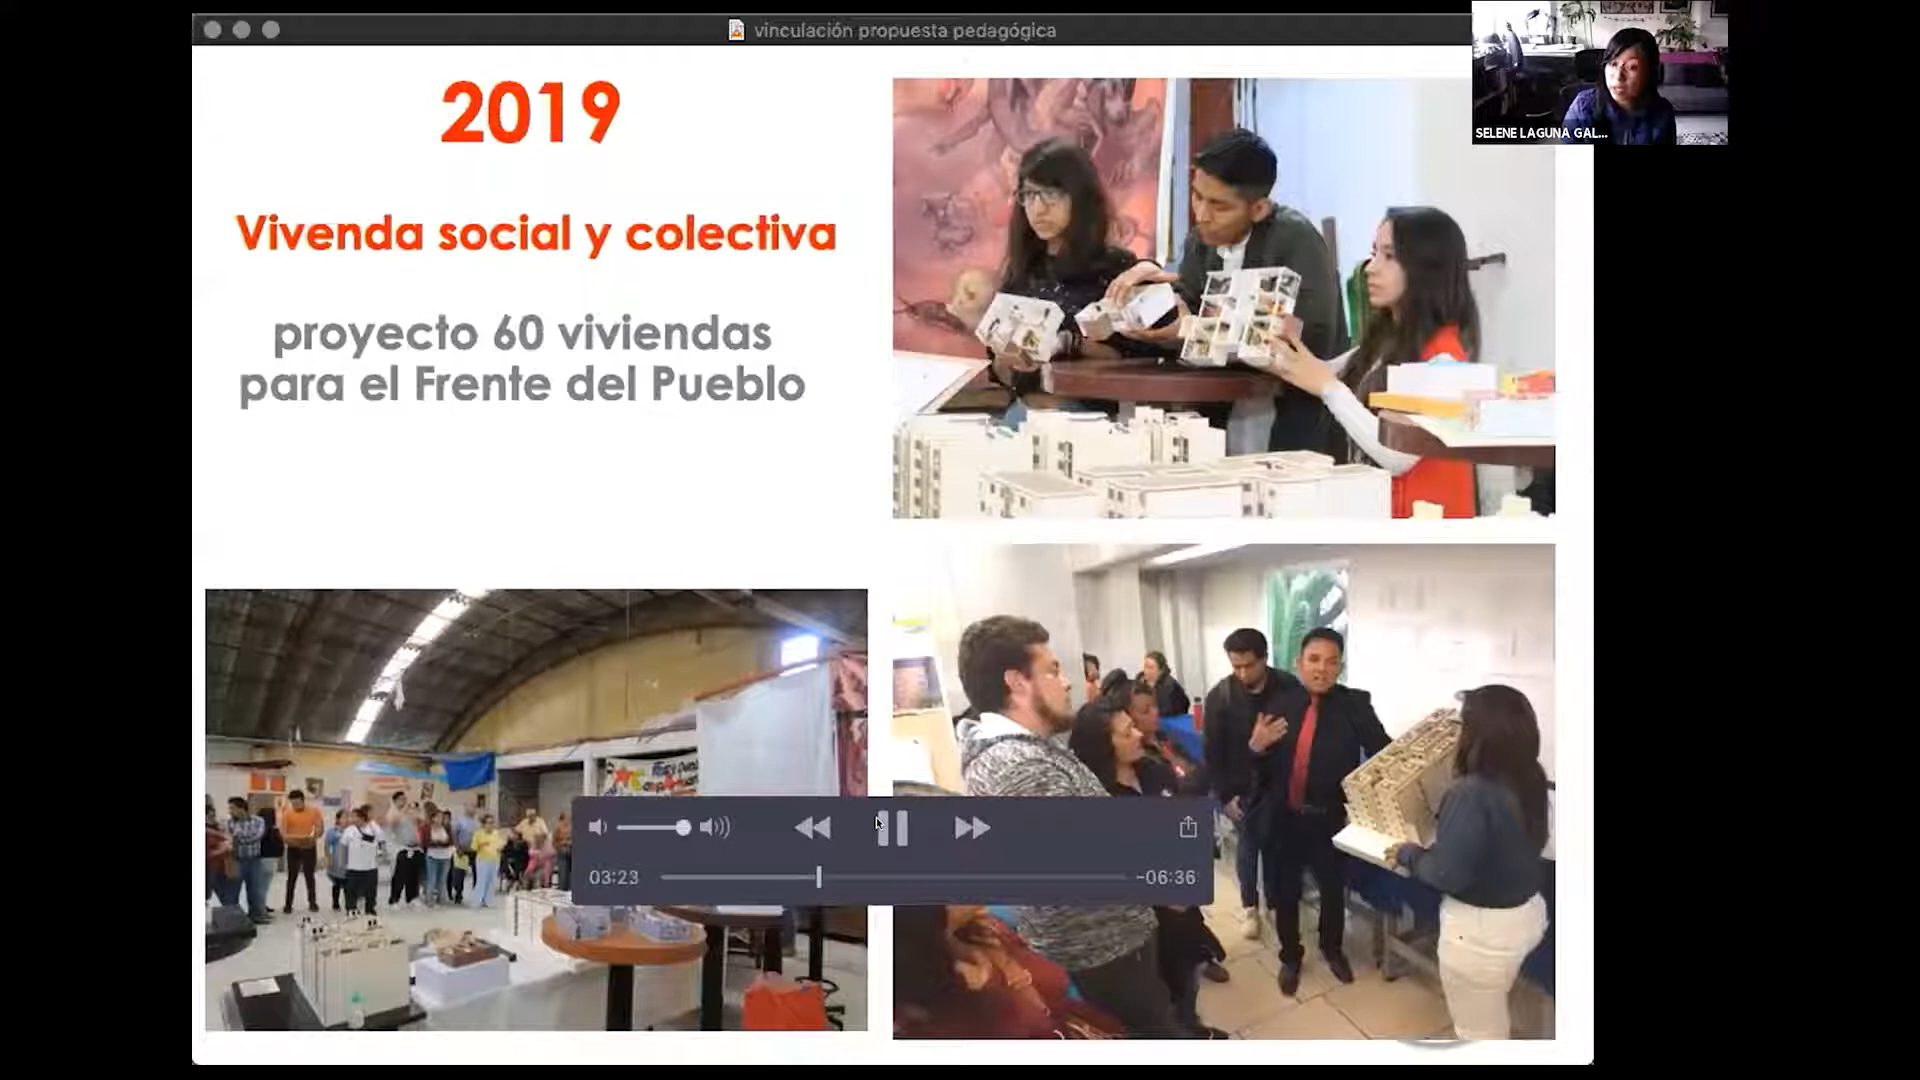 vinculación propuesta pedagógica
SELENE LAGUNA GAL...
2019
Vivenda social y colectiva
proyecto 60 viviendas
para el Frente del Pueblo
03:23
-06:36